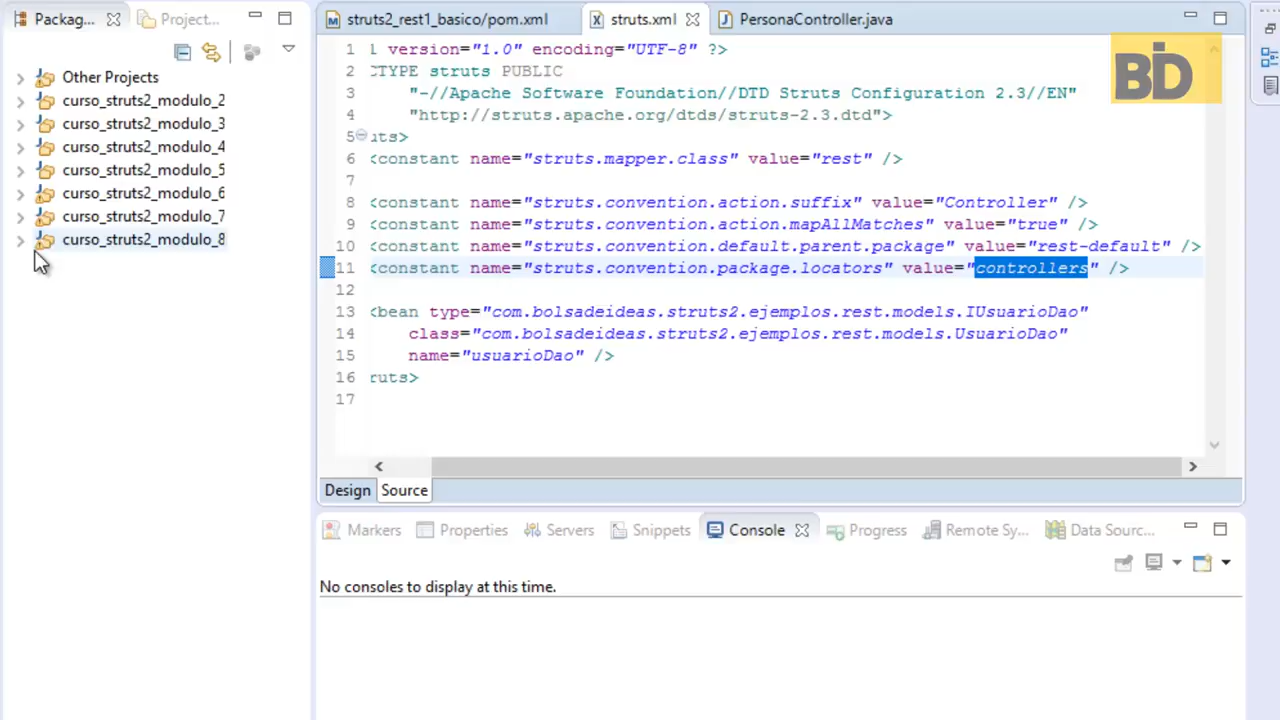 Packag...
Project...
Other Projects
curso_struts2_modulo_2
curso_struts2_modulo_3
curso_struts2_modulo_4
curso_struts2_modulo_5
curso_struts2_modulo_6
curso_struts2_modulo_7
curso_struts2_modulo_8
struts2_rest1_basico/pom.xml
struts.xml
PersonaController.java
BD
1 l version="1.0" encoding="UTF-8" ?>
2 CTYPE struts PUBLIC
3 "-//Apache Software Foundation//DTD Struts Configuration 2.3//EN"
4 "http://struts.apache.org/dtds/struts-2.3.dtd">
5 uts>
6 <constant name="struts.mapper.class" value="rest" />
7
8 <constant name="struts.convention.action.suffix" value="Controller" />
9 <constant name="struts.convention.action.mapAllMatches" value="true" />
10 <constant name="struts.convention.default.parent.package" value="rest-default" />
11 <constant name="struts.convention.package.locators" value="controllers" />
12
13 <bean type="com.bolsadeideas.struts2.ejemplos.rest.models.IUsuarioDao"
14 class="com.bolsadeideas.struts2.ejemplos.rest.models.UsuarioDao"
15 name="usuarioDao" />
16 ruts>
17
Design
Source
Markers
Properties
Servers
Snippets
Console
Progress
Remote Sy...
Data Sourc...
No consoles to display at this time.